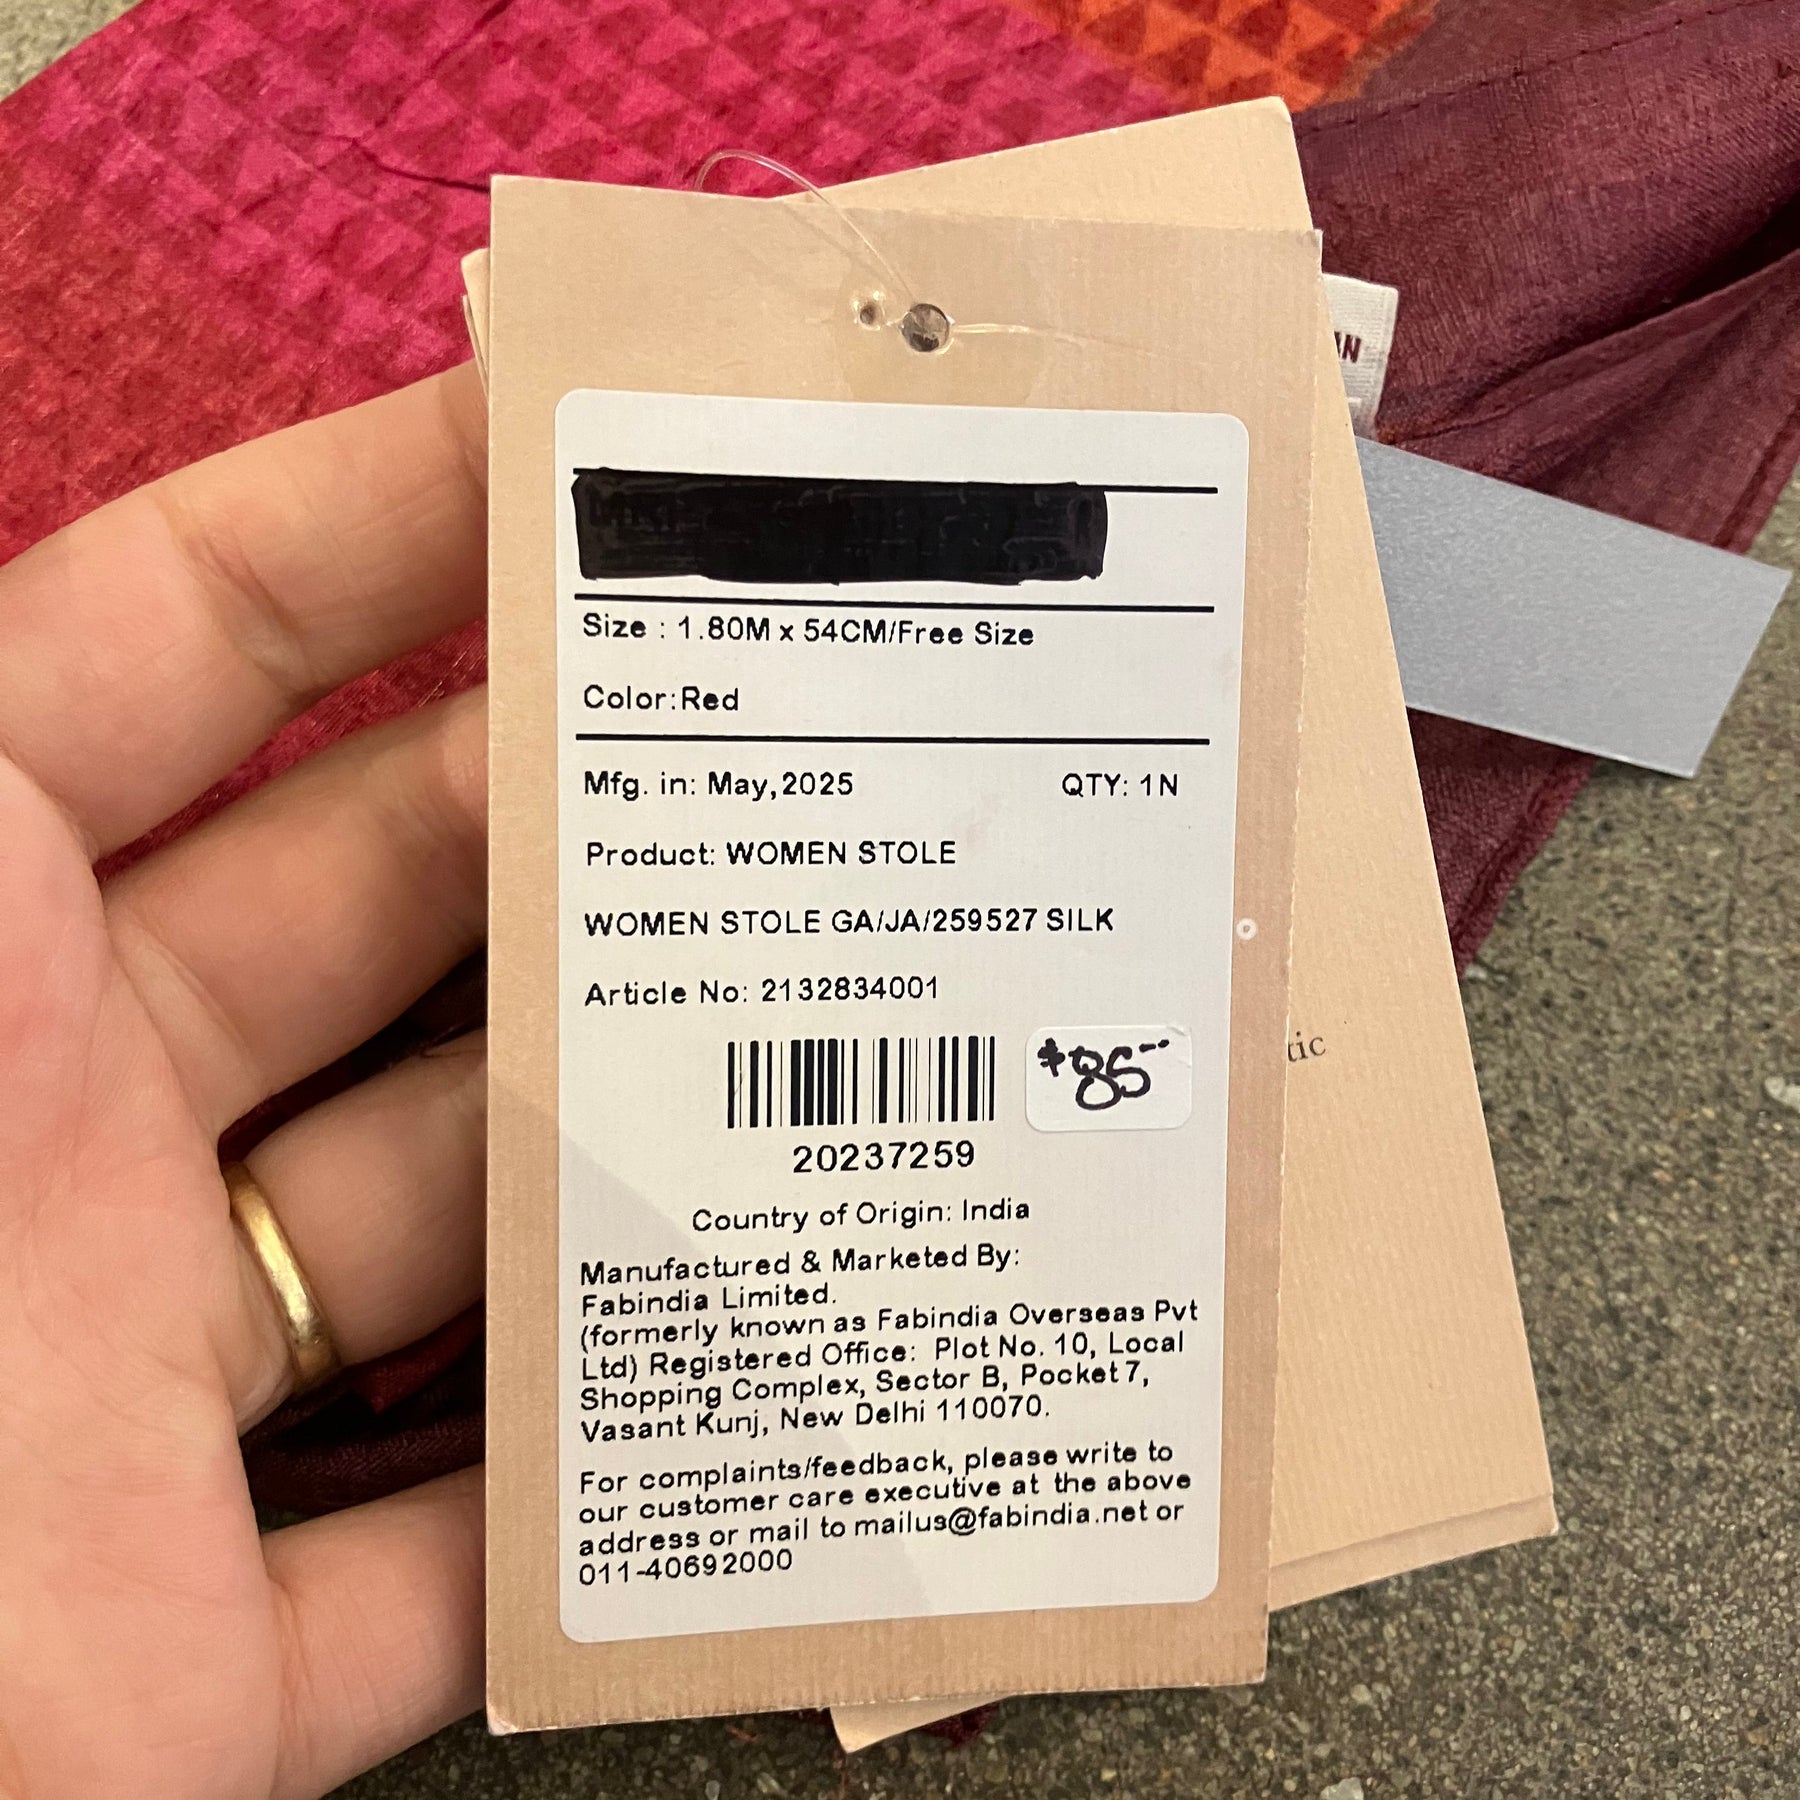 IN
Size : 1.80M x 54CM/Free Size
Color:Red
Mfg. in: May,2025 QTY: 1N
Product: WOMEN STOLE
WOMEN STOLE GA/JA/259527 SILK
Article No: 2132834001
$85--
tic
20237259
Country of Origin: India
Manufactured & Marketed By:
Fabindia Limited.
(formerly known as Fabindia Overseas Pvt
Ltd) Registered Office: Plot No. 10, Local
Shopping Complex, Sector B, Pocket 7,
Vasant Kunj, New Delhi 110070.
For complaints/feedback, please write to
our customer care executive at the above
address or mail to mailus@fabindia.net or
011-40692000